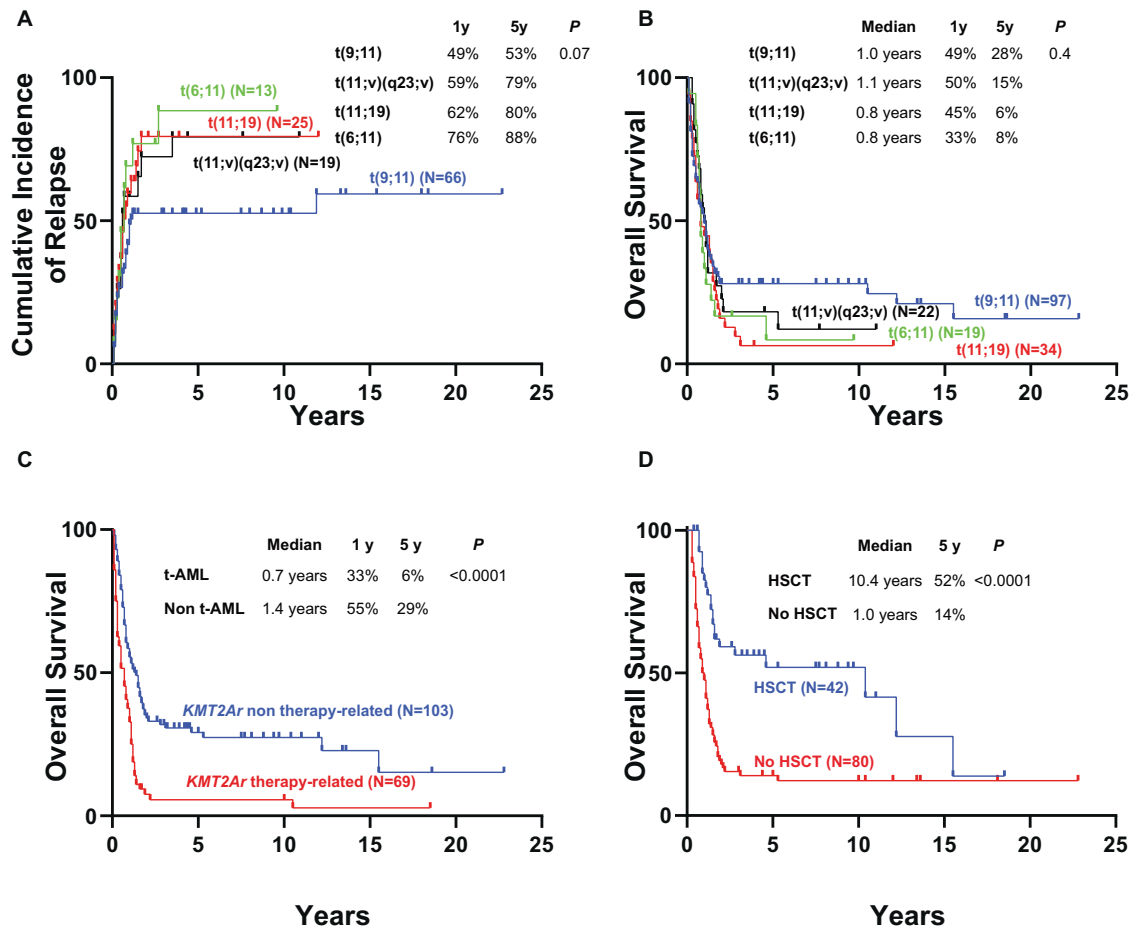 A
1y 5y P
t(9;11) 49% 53% 0.07
t(11;v)(q23;v) 59% 79%
t(11;19) 62% 80%
t(6;11) 76% 88%
t(6;11) (N=13)
t(11;19) (N=25)
t(11;v)(q23;v) (N=19)
t(9;11) (N=66)
Cumulative Incidence
of Relapse
100
50
0
0 5 10 15 20 25
Years
B
Median 1y 5y P
t(9;11) 1.0 years 49% 28% 0.4
t(11;v)(q23;v) 1.1 years 50% 15%
t(11;19) 0.8 years 45% 6%
t(6;11) 0.8 years 33% 8%
t(9;11) (N=97)
t(11;v)(q23;v) (N=22)
t(6;11) (N=19)
t(11;19) (N=34)
Overall Survival
100
50
0
0 5 10 15 20 25
Years
C
Median 1 y 5 y P
t-AML 0.7 years 33% 6% <0.0001
Non t-AML 1.4 years 55% 29%
KMT2Ar non therapy-related (N=103)
KMT2Ar therapy-related (N=69)
Overall Survival
100
50
0
0 5 10 15 20 25
Years
D
Median 5 y P
HSCT 10.4 years 52% <0.0001
No HSCT 1.0 years 14%
HSCT (N=42)
No HSCT (N=80)
Overall Survival
100
50
0
0 5 10 15 20 25
Years